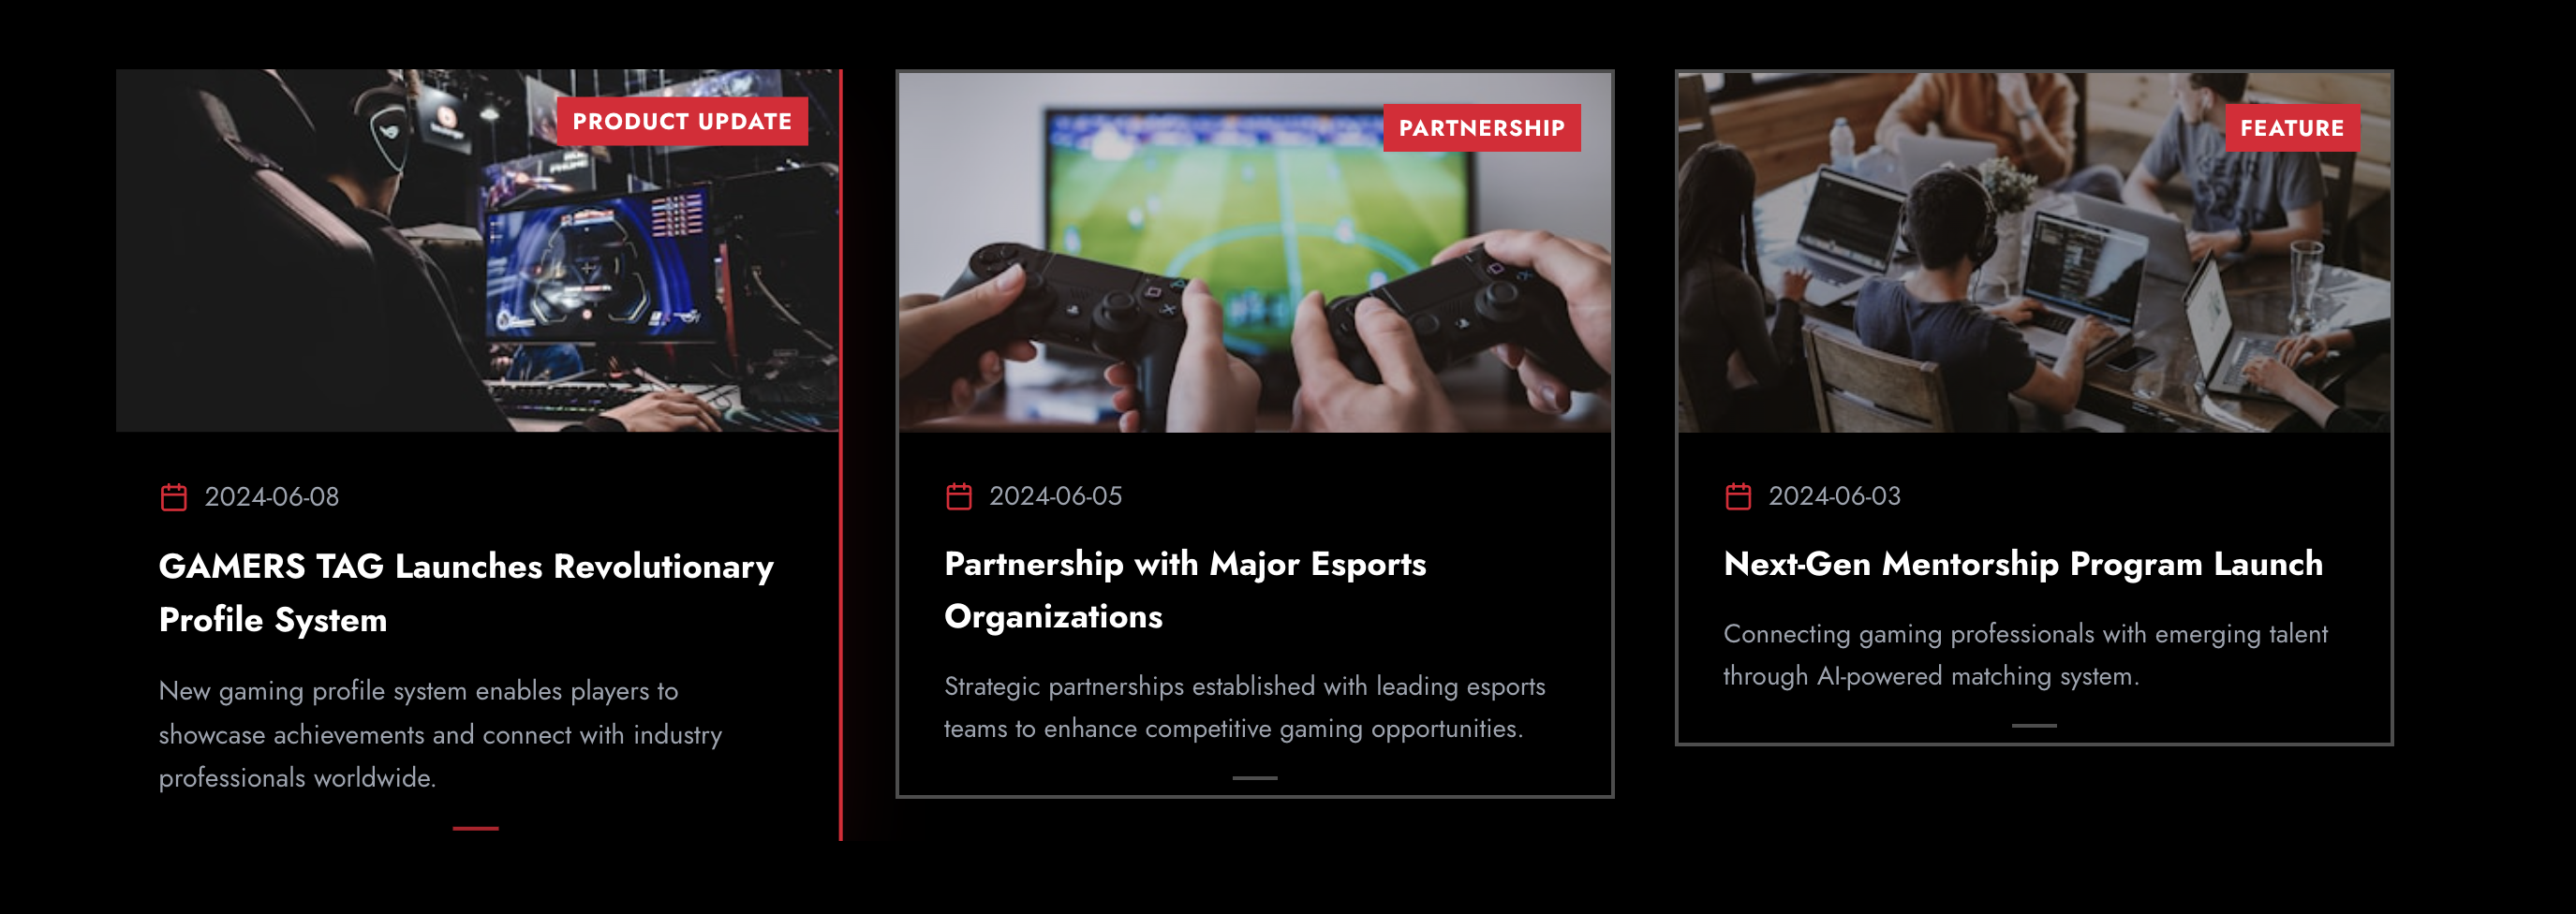 PRODUCT UPDATE
2024-06-08
GAMERS TAG Launches Revolutionary
Profile System
New gaming profile system enables players to
showcase achievements and connect with industry
professionals worldwide.
PARTNERSHIP
2024-06-05
Partnership with Major Esports
Organizations
Strategic partnerships established with leading esports
teams to enhance competitive gaming opportunities.
FEATURE
2024-06-03
Next-Gen Mentorship Program Launch
Connecting gaming professionals with emerging talent
through AI-powered matching system.